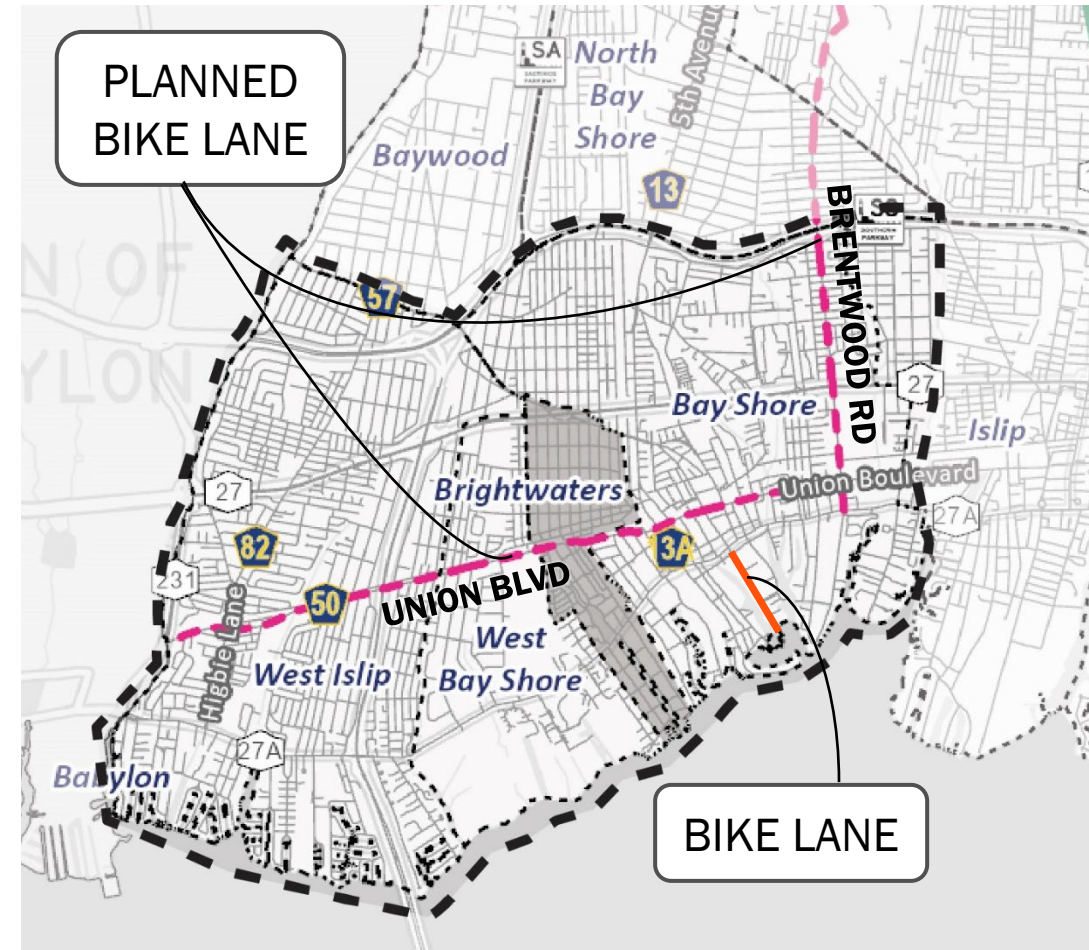 PLANNED
BIKE LANE
SA
North
Bay
Shore
5th Avenue
Baywood
13
N OF
YLON
57
BRENTWOOD RD
27
Bay Shore
Islip
Brightwaters
Union Boulevard
27
27A
82
3A
231
50
UNION BLVD
Higbie Lane
West Islip
West
Bay Shore
27A
Babylon
BIKE LANE